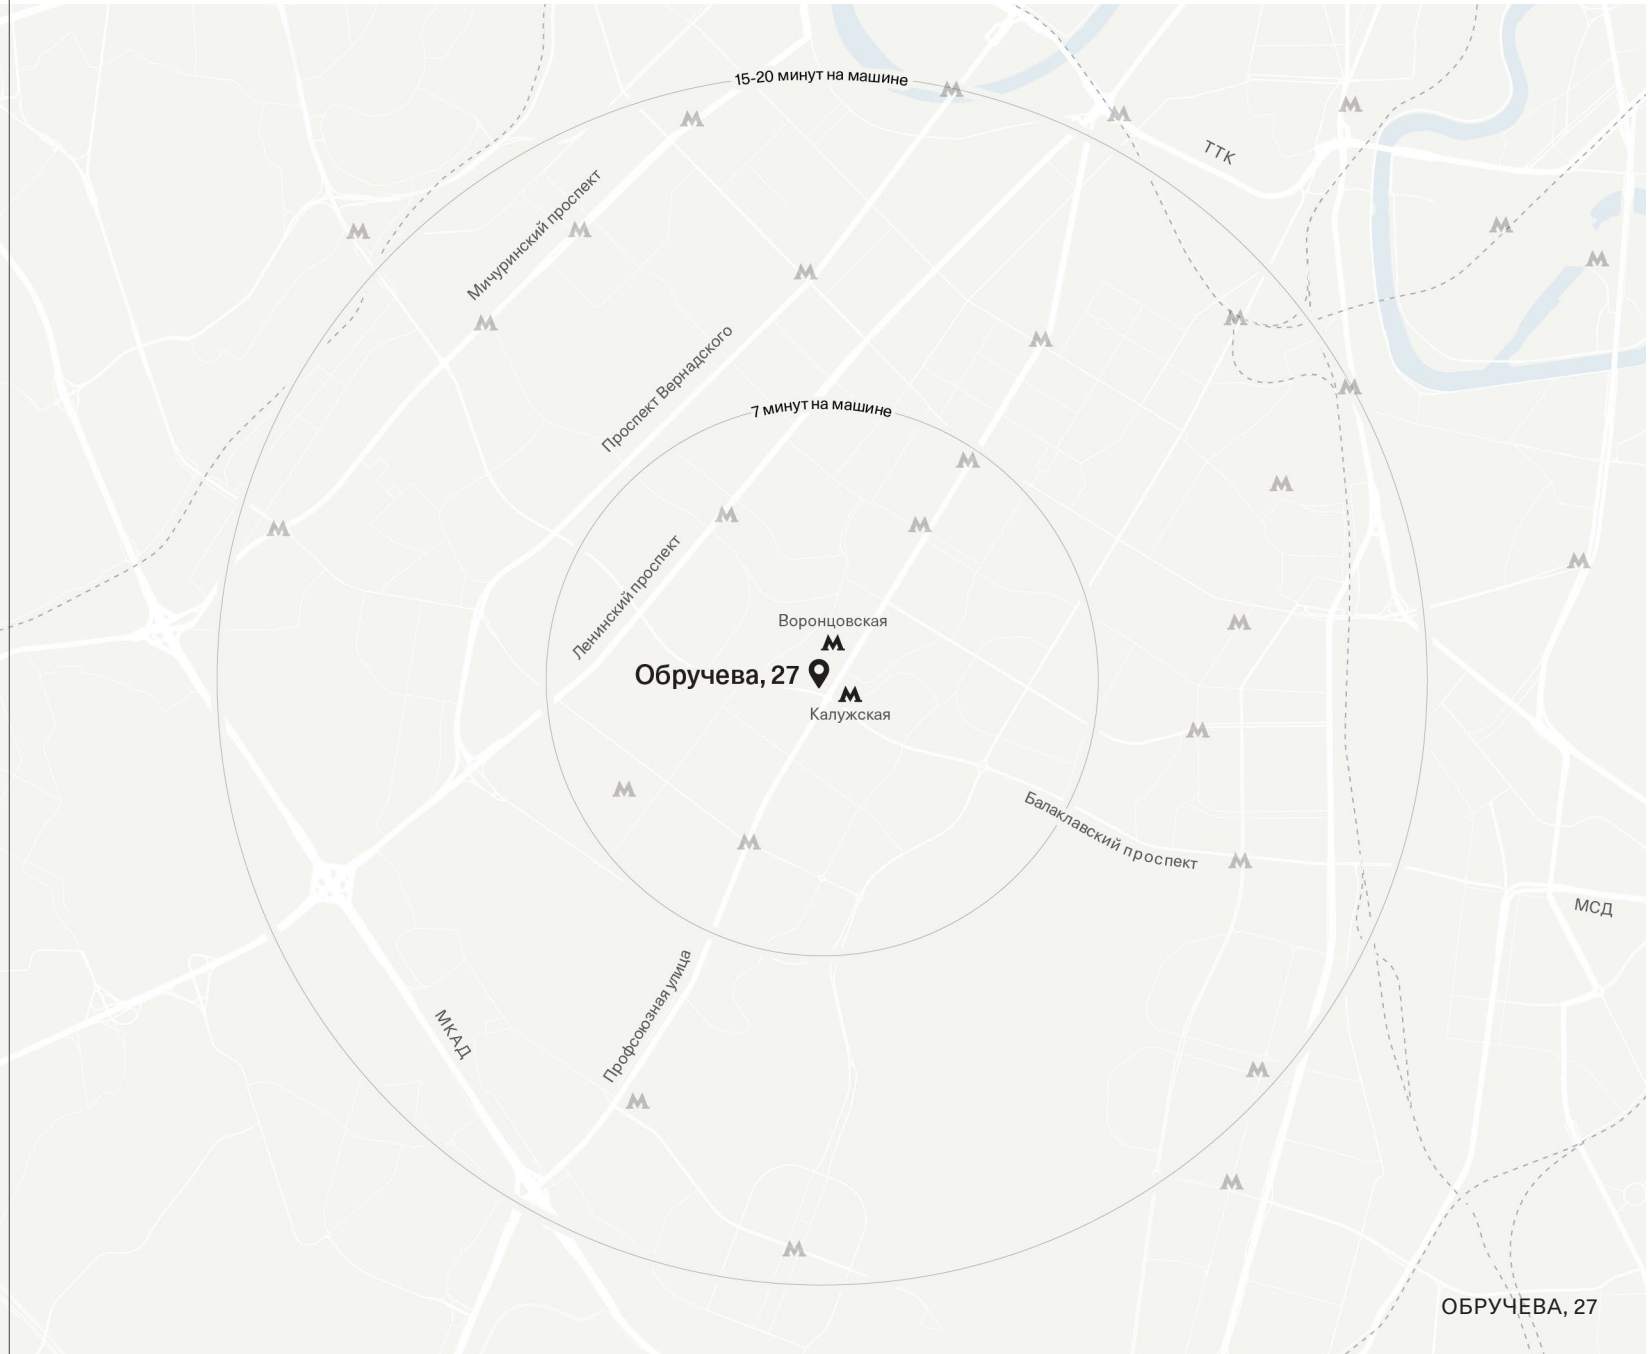 15-20 минут на машине
ТТК
Мичуринский проспект
Проспект Вернадского
7 минут на машине
Ленинский проспект
Воронцовская
Обручева, 27
Калужская
Балаклавский проспект
МСД
Профсоюзная улица
МКАД
ОБРУЧЕВА, 27